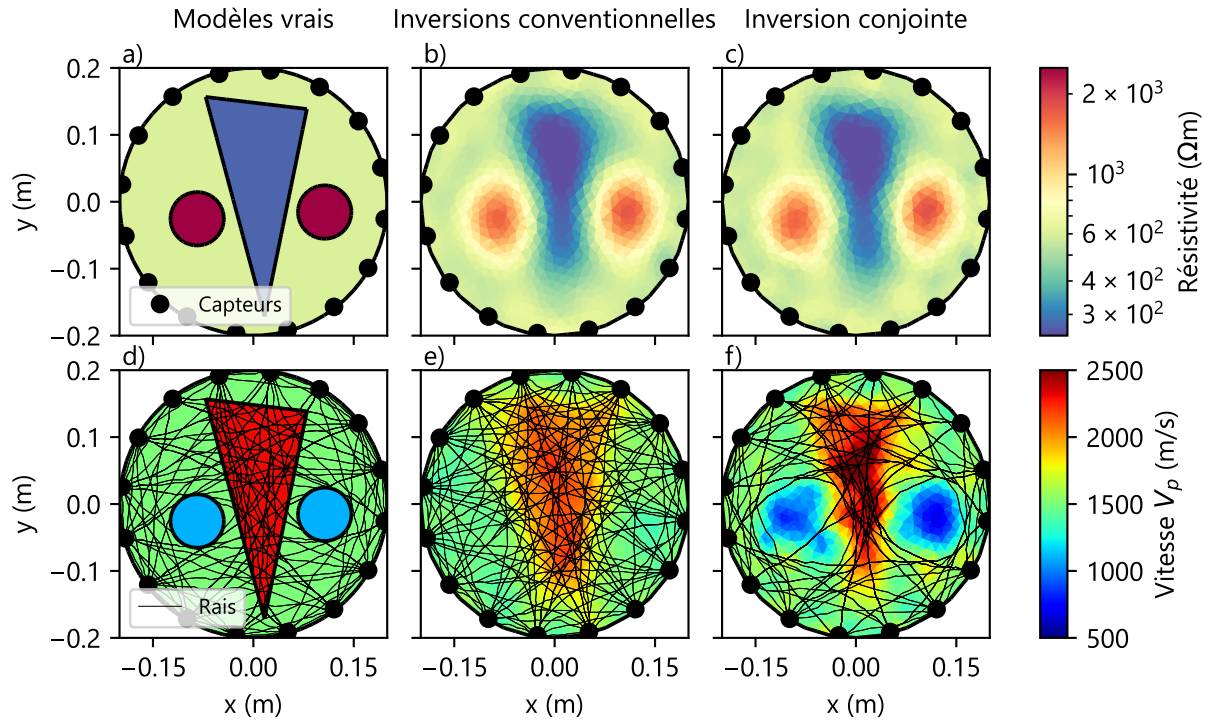 Modèles vrais Inversions conventionnelles Inversion conjointe
a) b) c)
0.2
0.1
0.0
−0.1
−0.2
y (m)
Capteurs
2 × 10³
10³
6 × 10²
4 × 10²
3 × 10²
Résistivité (Ωm)
d) e) f)
0.2
0.1
0.0
−0.1
−0.2
y (m)
Rais
−0.15 0.00 0.15 −0.15 0.00 0.15 −0.15 0.00 0.15
x (m) x (m) x (m)
2500
2000
1500
1000
500
Vitesse Vp (m/s)